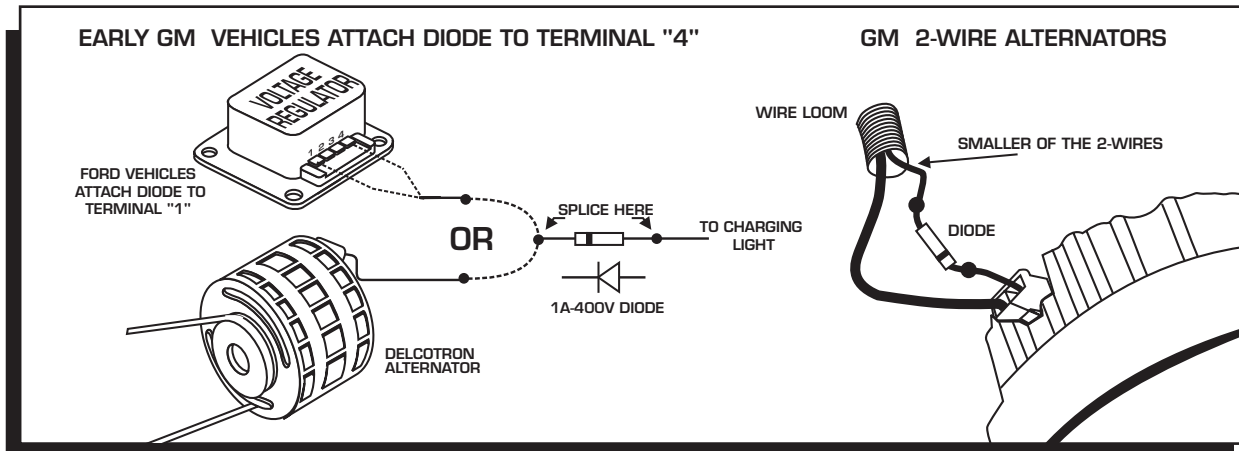 EARLY GM VEHICLES ATTACH DIODE TO TERMINAL "4"
VOLTAGE
REGULATOR
1 2 3 4
FORD VEHICLES
ATTACH DIODE TO
TERMINAL "1"
OR
SPLICE HERE
TO CHARGING
LIGHT
1A-400V DIODE
DELCOTRON
ALTERNATOR
GM 2-WIRE ALTERNATORS
WIRE LOOM
SMALLER OF THE 2-WIRES
DIODE